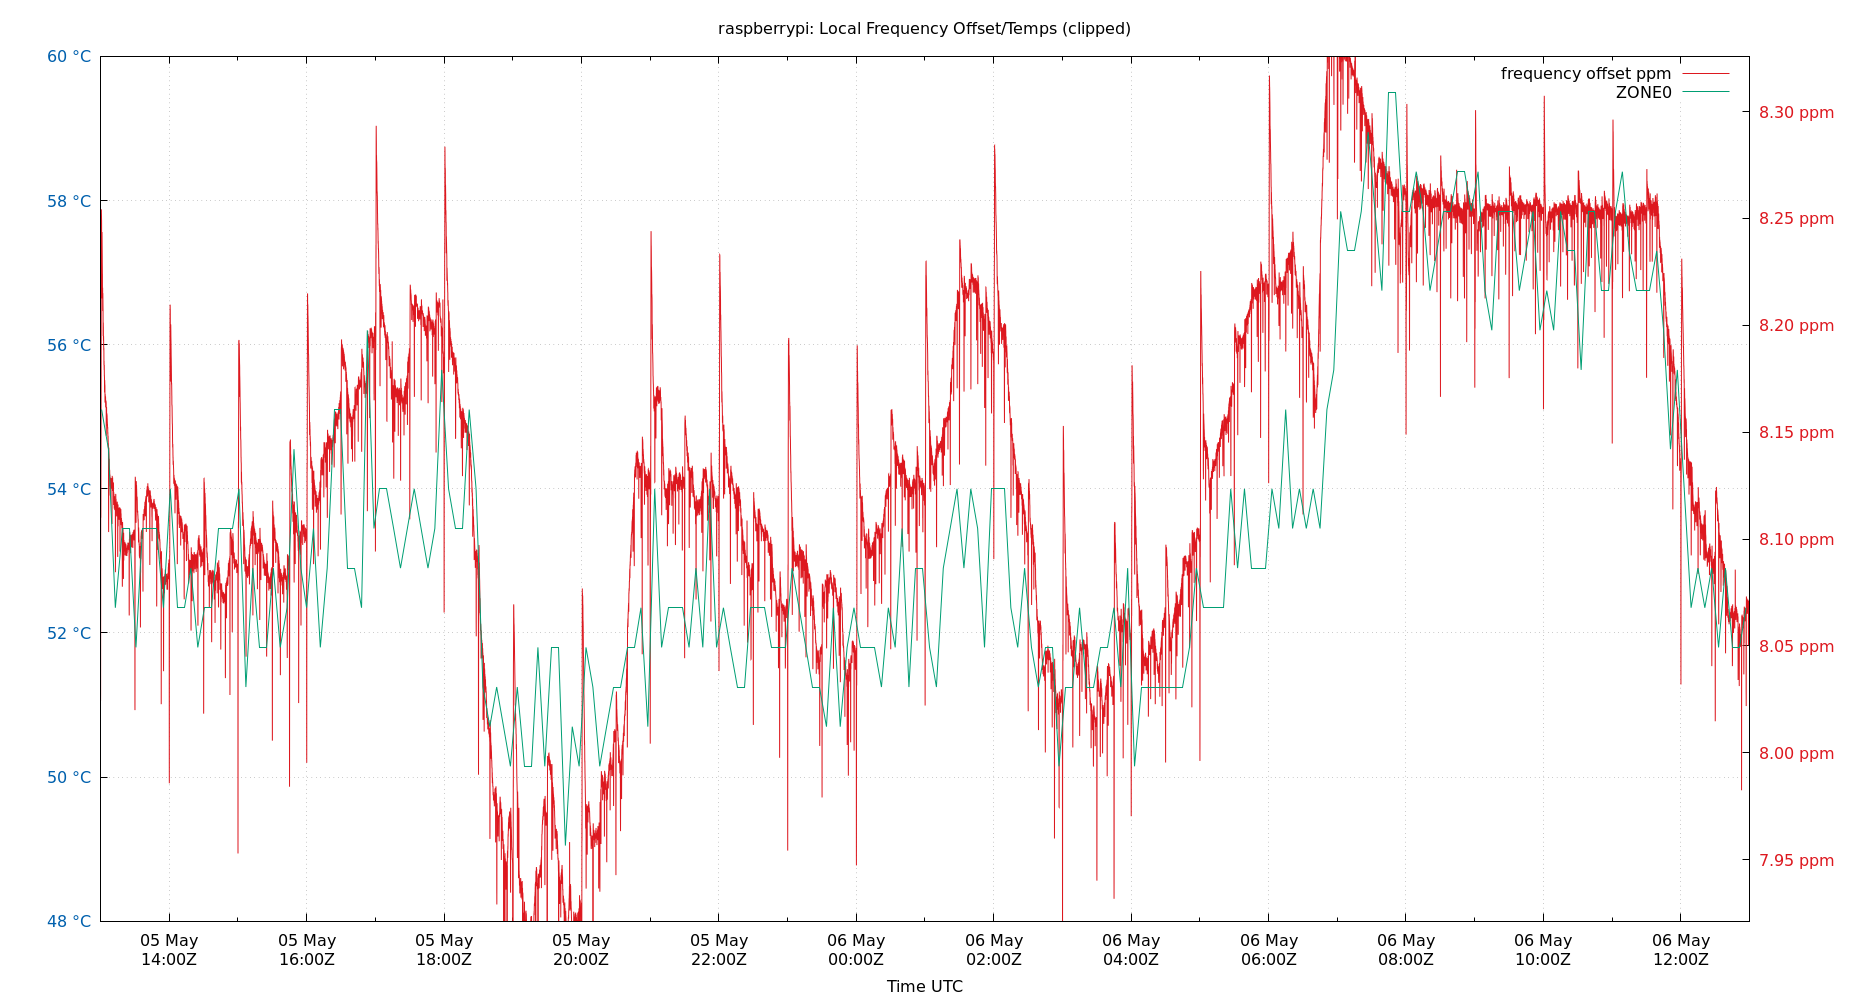 raspberrypi: Local Frequency Offset/Temps (clipped)
60 °C
58 °C
56 °C
54 °C
52 °C
50 °C
48 °C
frequency offset ppm
ZONE0
8.30 ppm
8.25 ppm
8.20 ppm
8.15 ppm
8.10 ppm
8.05 ppm
8.00 ppm
7.95 ppm
05 May 05 May 05 May 05 May 05 May 06 May 06 May 06 May 06 May 06 May 06 May 06 May
14:00Z 16:00Z 18:00Z 20:00Z 22:00Z 00:00Z 02:00Z 04:00Z 06:00Z 08:00Z 10:00Z 12:00Z
Time UTC